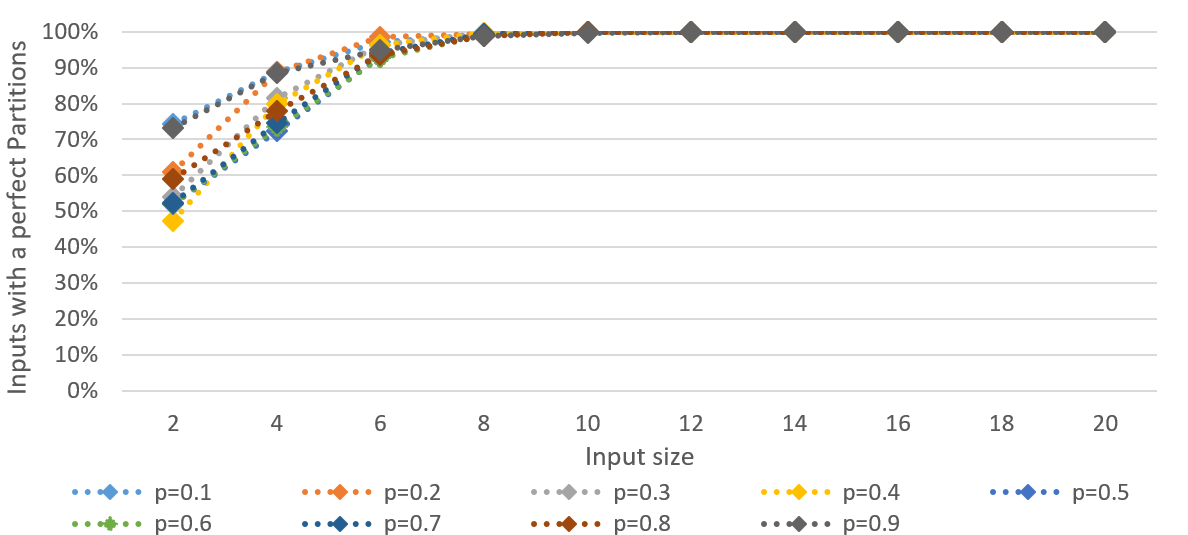 Inputs with a perfect Partitions
100%
90%
80%
70%
60%
50%
40%
30%
20%
10%
0%
2 4 6 8 10 12 14 16 18 20
Input size
p=0.1 p=0.2 p=0.3 p=0.4 p=0.5
p=0.6 p=0.7 p=0.8 p=0.9